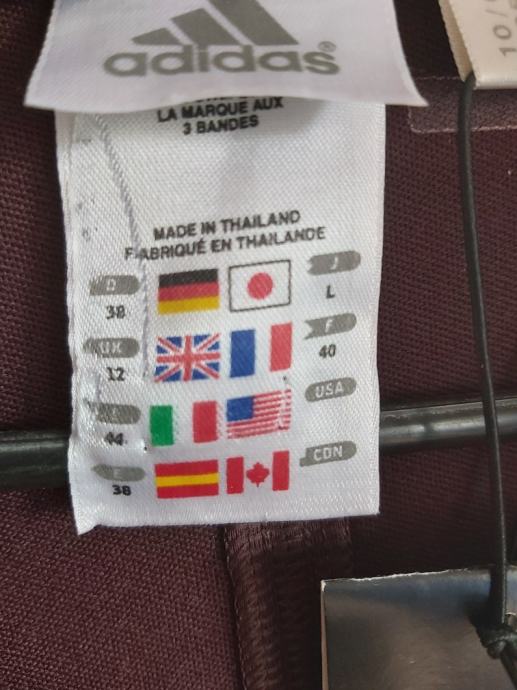 adidas®
10/
LA MARQUE AUX
3 BANDES
MADE IN THAILAND
FABRIQUÉ EN THAILANDE
D
38
J
L
UK
12
F
40
I
44
USA
E
38
CDN